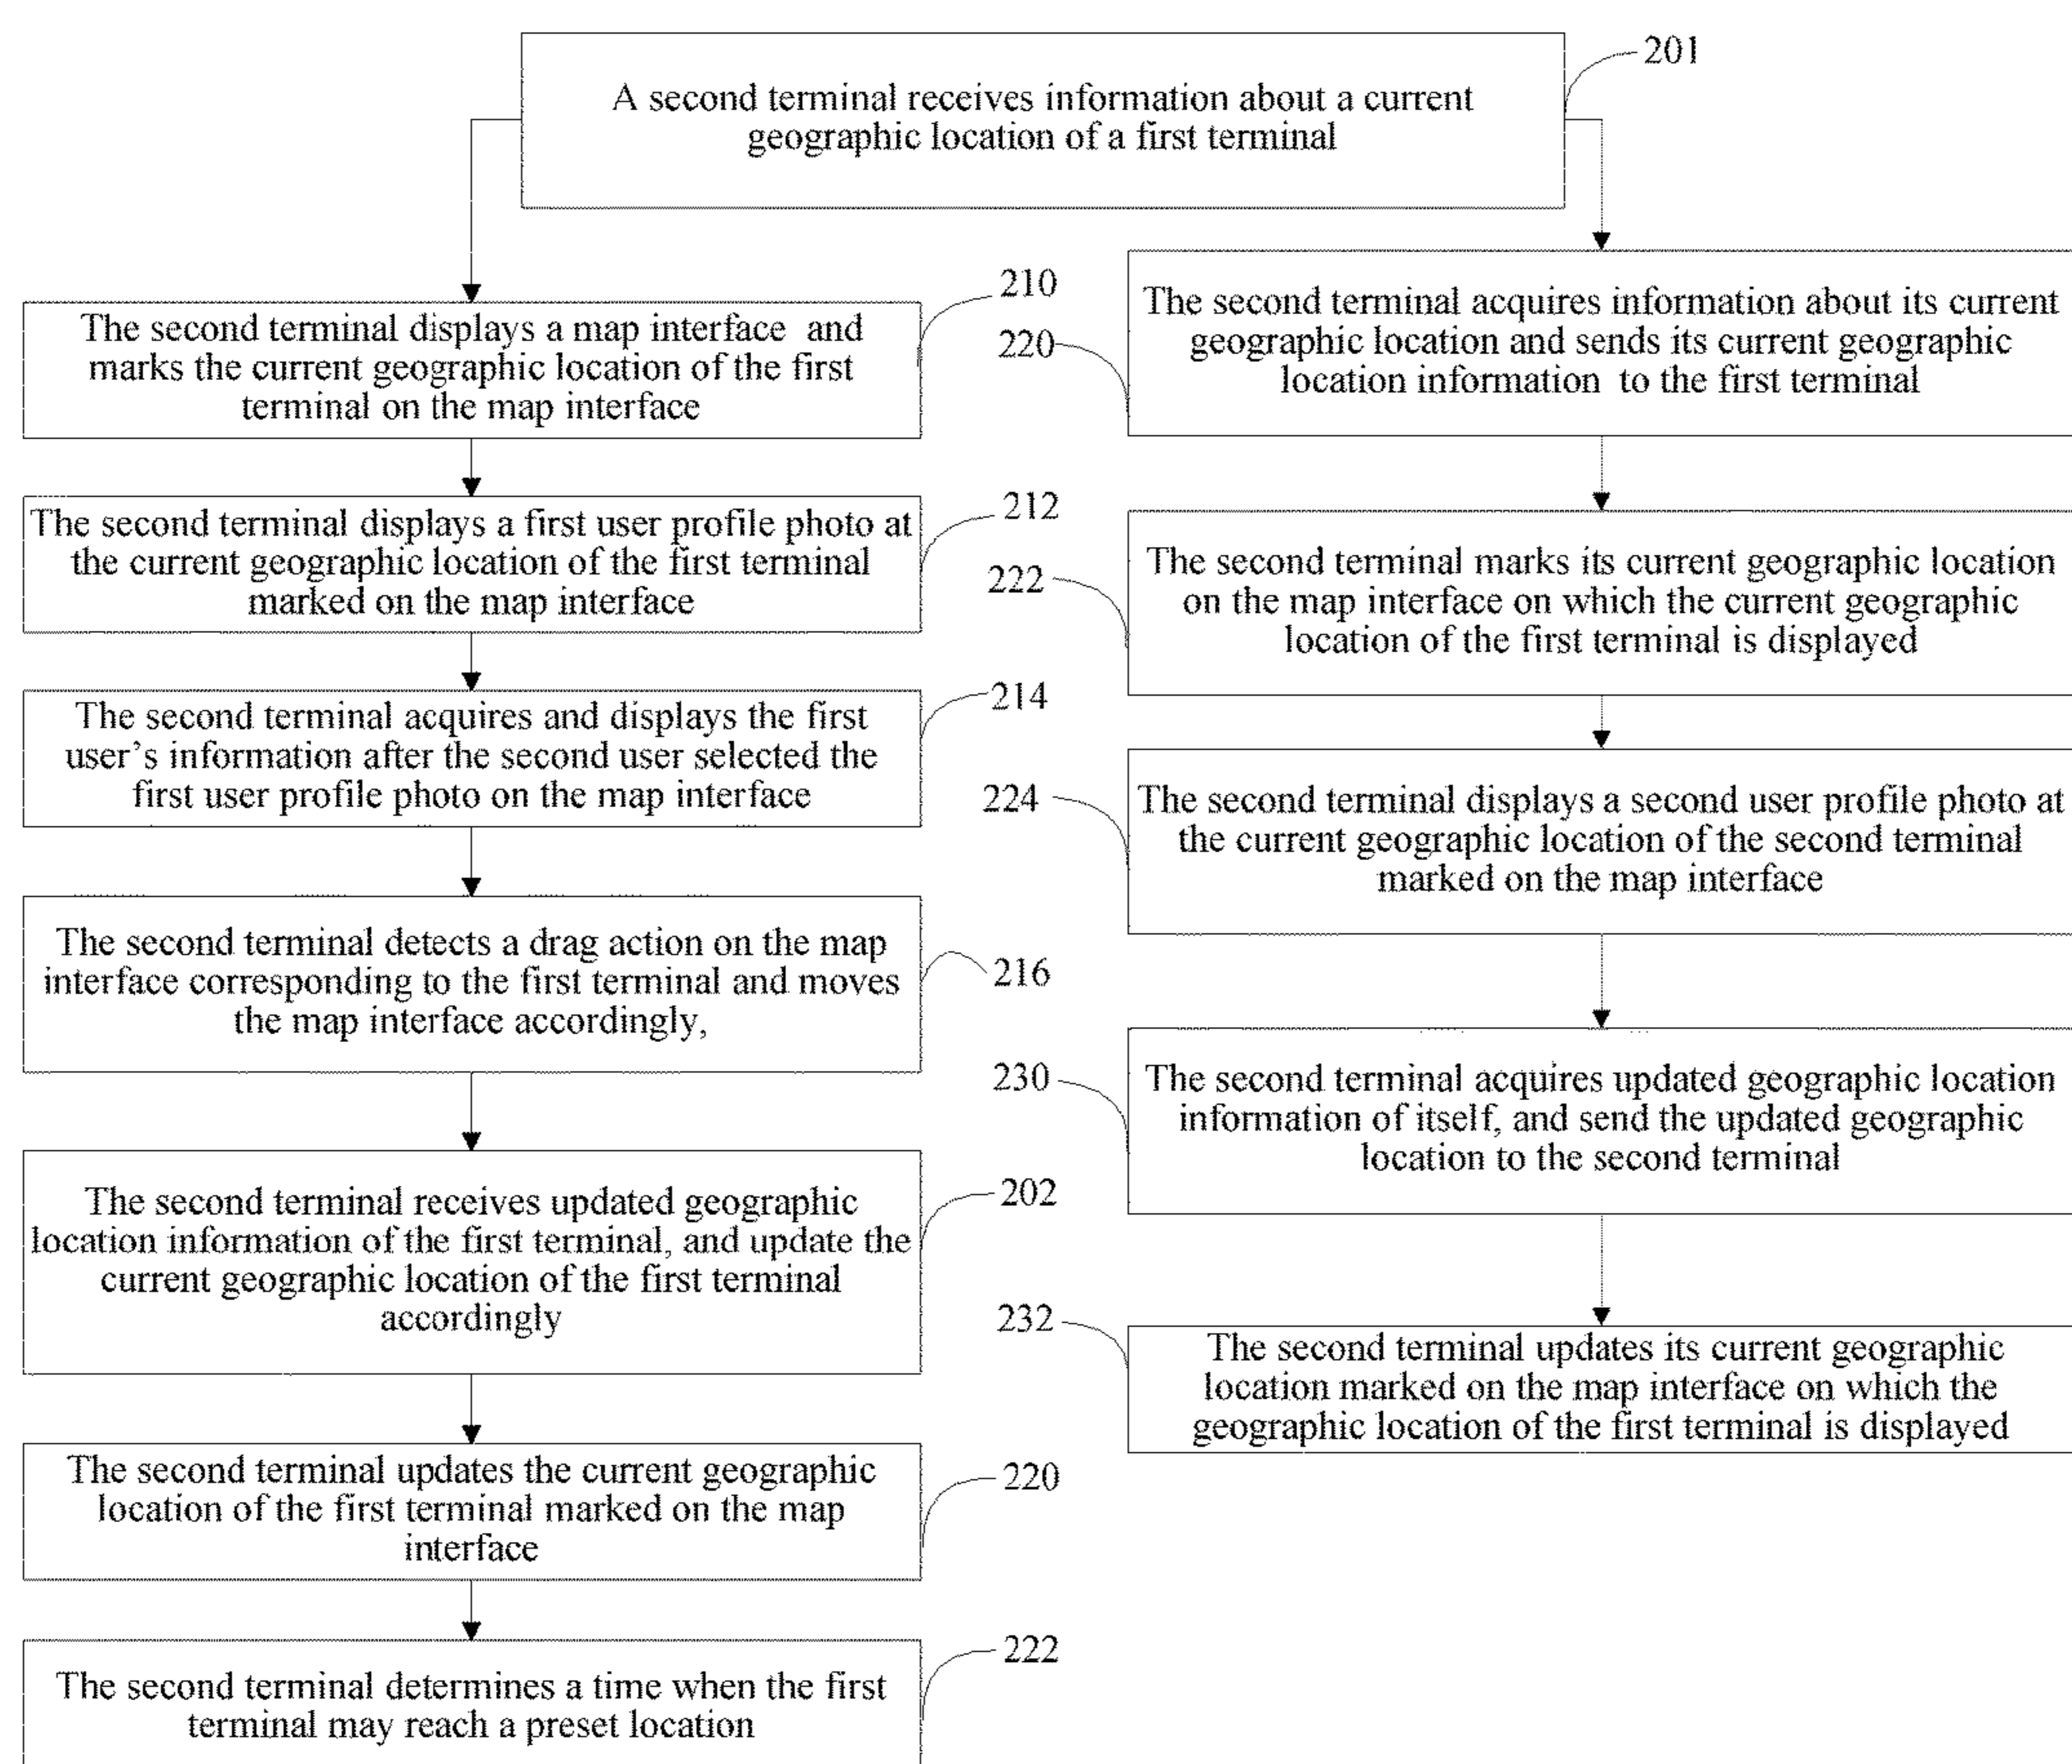 201
A second terminal receives information about a current
geographic location of a first terminal
210
The second terminal displays a map interface and
marks the current geographic location of the first
terminal on the map interface
212
The second terminal displays a first user profile photo at
the current geographic location of the first terminal
marked on the map interface
214
The second terminal acquires and displays the first
user's information after the second user selected the
first user profile photo on the map interface
216
The second terminal detects a drag action on the map
interface corresponding to the first terminal and moves
the map interface accordingly,
202
The second terminal receives updated geographic
location information of the first terminal, and update the
current geographic location of the first terminal
accordingly
220
The second terminal updates the current geographic
location of the first terminal marked on the map
interface
222
The second terminal determines a time when the first
terminal may reach a preset location
220
The second terminal acquires information about its current
geographic location and sends its current geographic
location information to the first terminal
222
The second terminal marks its current geographic location
on the map interface on which the current geographic
location of the first terminal is displayed
224
The second terminal displays a second user profile photo at
the current geographic location of the second terminal
marked on the map interface
230
The second terminal acquires updated geographic location
information of itself, and send the updated geographic
location to the second terminal
232
The second terminal updates its current geographic
location marked on the map interface on which the
geographic location of the first terminal is displayed